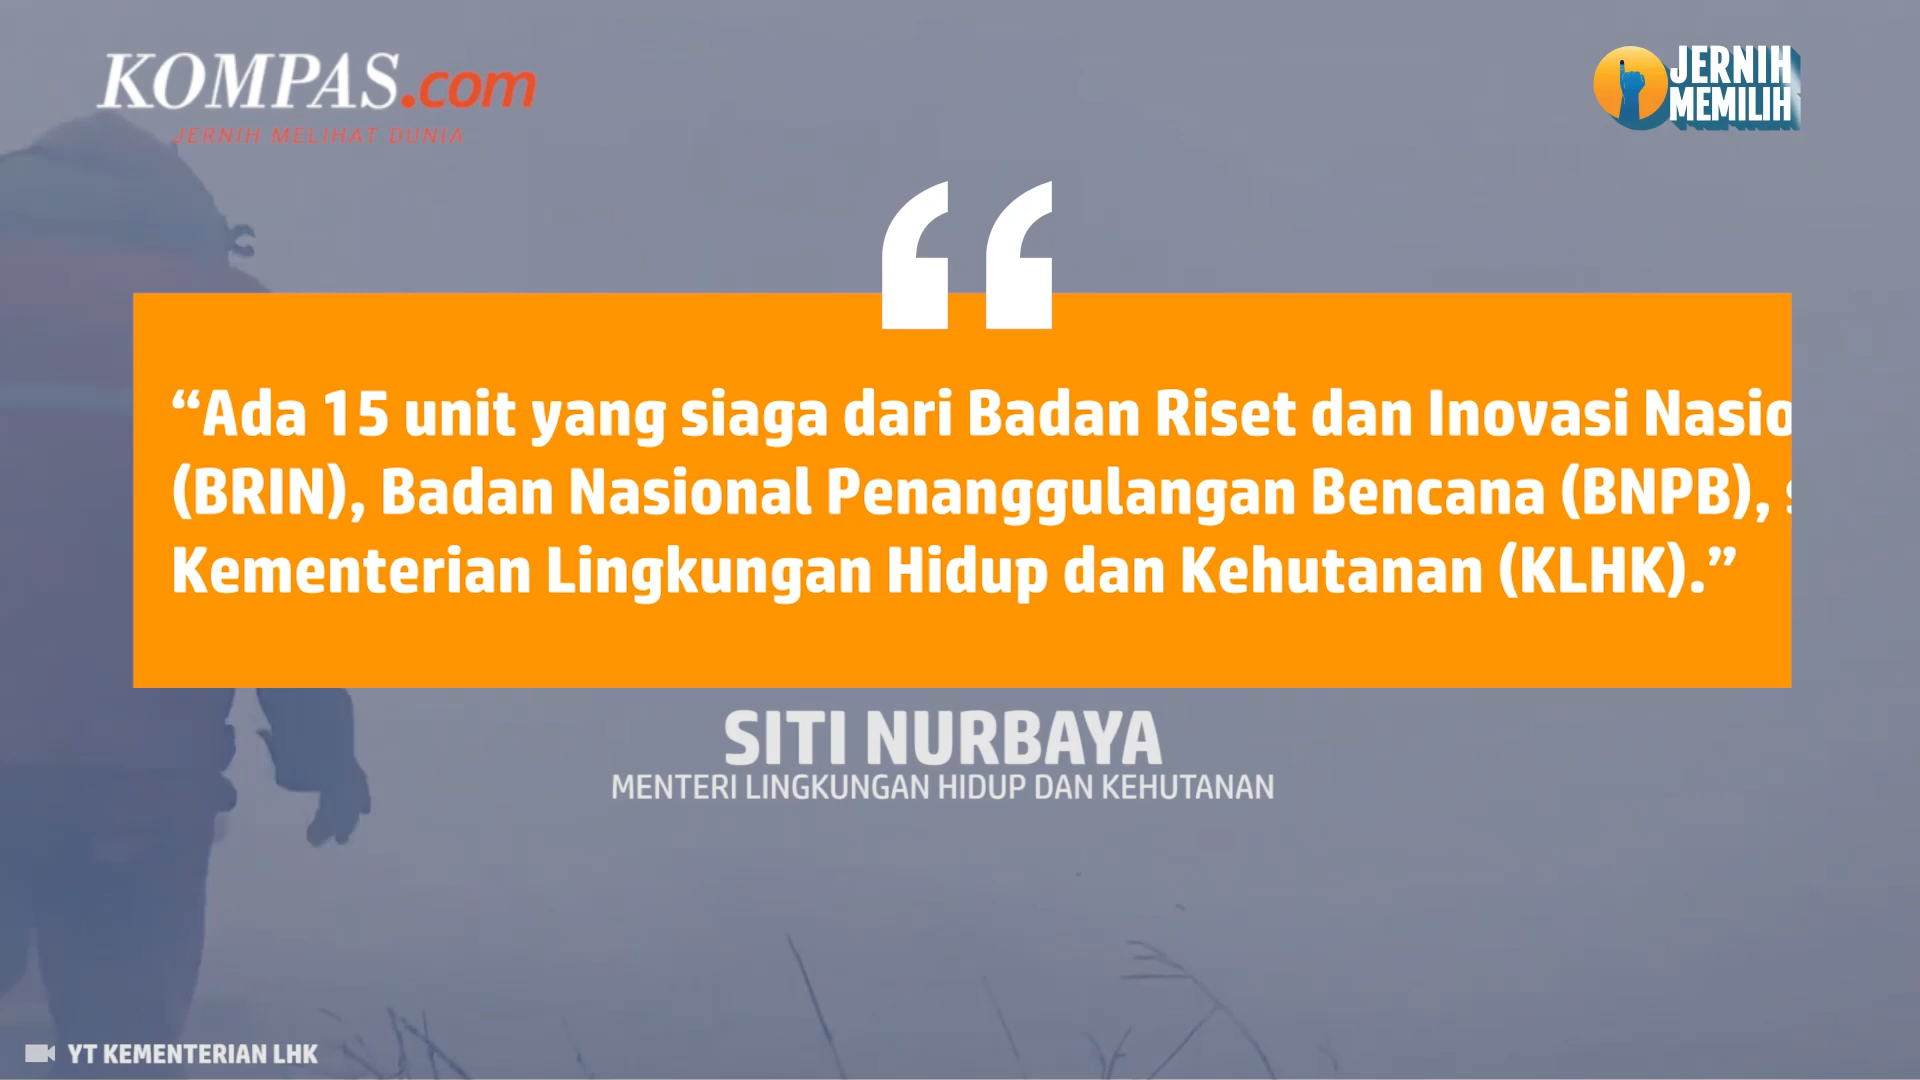 KOMPAS.com
JERNIH MELIHAT DUNIA
JERNIH
MEMILIH
“Ada 15 unit yang siaga dari Badan Riset dan Inovasi Nasio
(BRIN), Badan Nasional Penanggulangan Bencana (BNPB),
Kementerian Lingkungan Hidup dan Kehutanan (KLHK).”
SITI NURBAYA
MENTERI LINGKUNGAN HIDUP DAN KEHUTANAN
YT KEMENTERIAN LHK